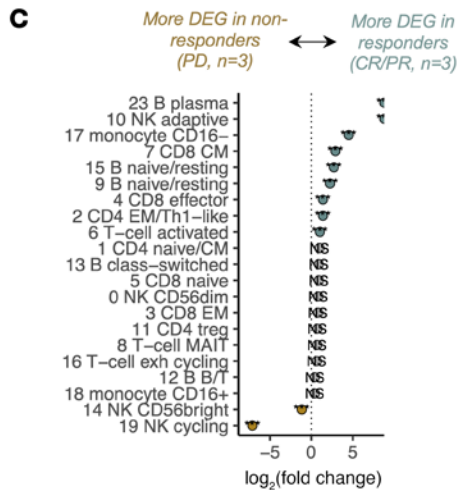 C
More DEG in non-
responders
(PD, n=3)
More DEG in
responders
(CR/PR, n=3)
23 B plasma
10 NK adaptive
17 monocyte CD16−
7 CD8 CM
15 B naive/resting
9 B naive/resting
4 CD8 effector
2 CD4 EM/Th1−like
6 T−cell activated
1 CD4 naive/CM NS
13 B class−switched NS
5 CD8 naive NS
0 NK CD56dim NS
3 CD8 EM NS
11 CD4 treg NS
8 T−cell MAIT NS
16 T−cell exh cycling NS
12 B B/T NS
18 monocyte CD16+ NS
14 NK CD56bright
19 NK cycling
−5 0 5
log₂(fold change)